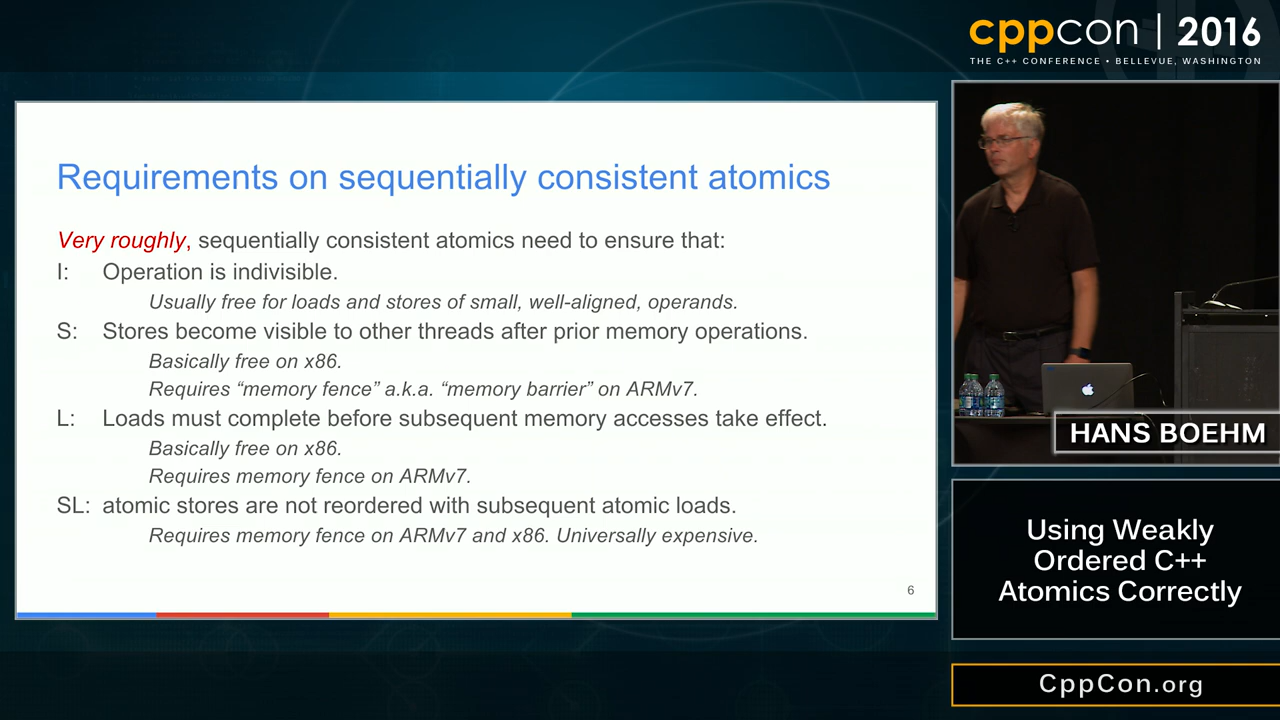 cppcon | 2016
THE C++ CONFERENCE • BELLEVUE, WASHINGTON
Requirements on sequentially consistent atomics
Very roughly, sequentially consistent atomics need to ensure that:
I: Operation is indivisible.
Usually free for loads and stores of small, well-aligned, operands.
S: Stores become visible to other threads after prior memory operations.
Basically free on x86.
Requires “memory fence” a.k.a. “memory barrier” on ARMv7.
L: Loads must complete before subsequent memory accesses take effect.
Basically free on x86.
Requires memory fence on ARMv7.
SL: atomic stores are not reordered with subsequent atomic loads.
Requires memory fence on ARMv7 and x86. Universally expensive.
6
HANS BOEHM
Using Weakly
Ordered C++
Atomics Correctly
CppCon.org